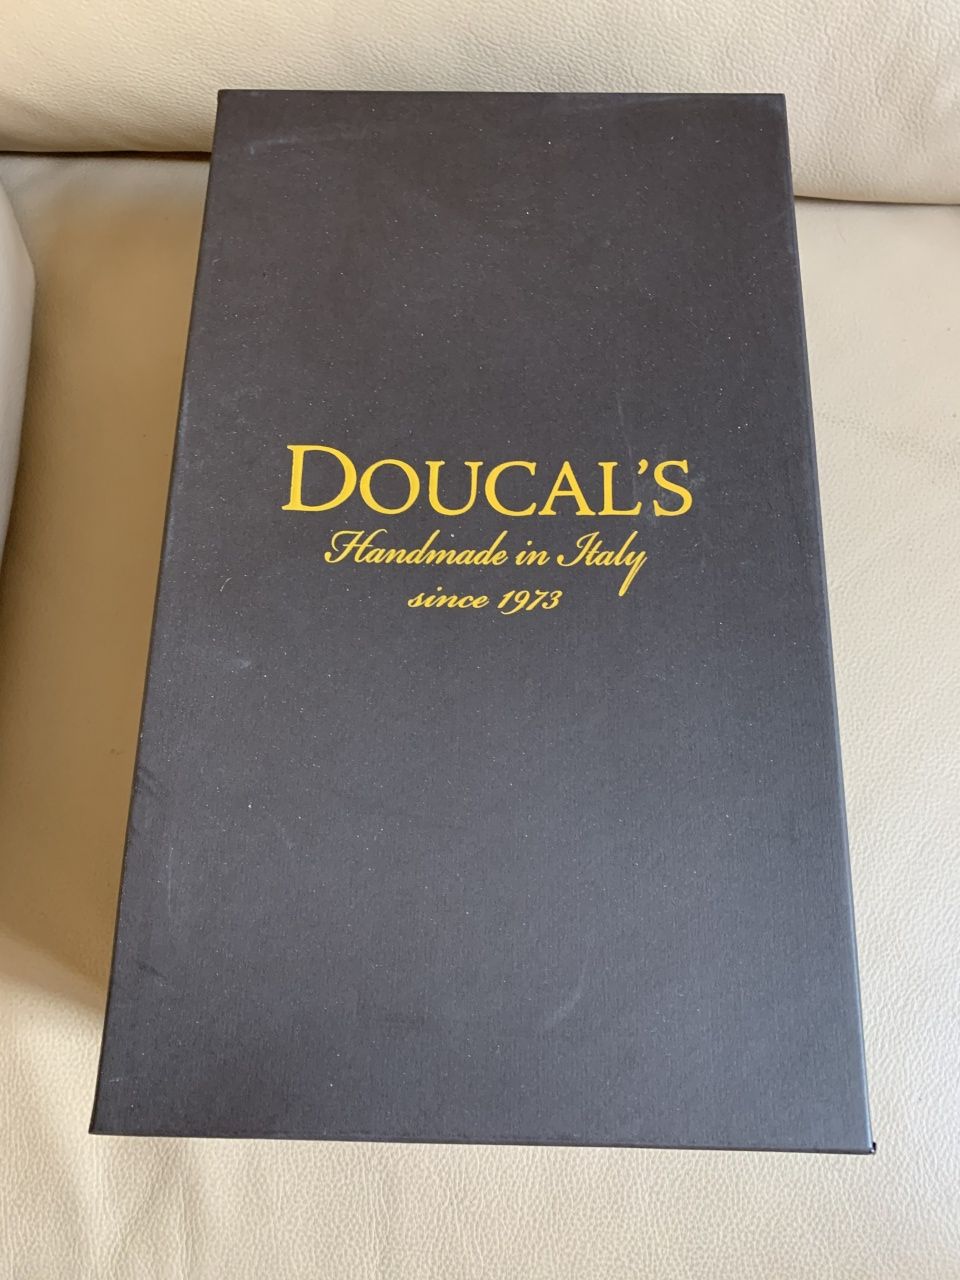 DOUCAL'S
Handmade in Italy
since 1973